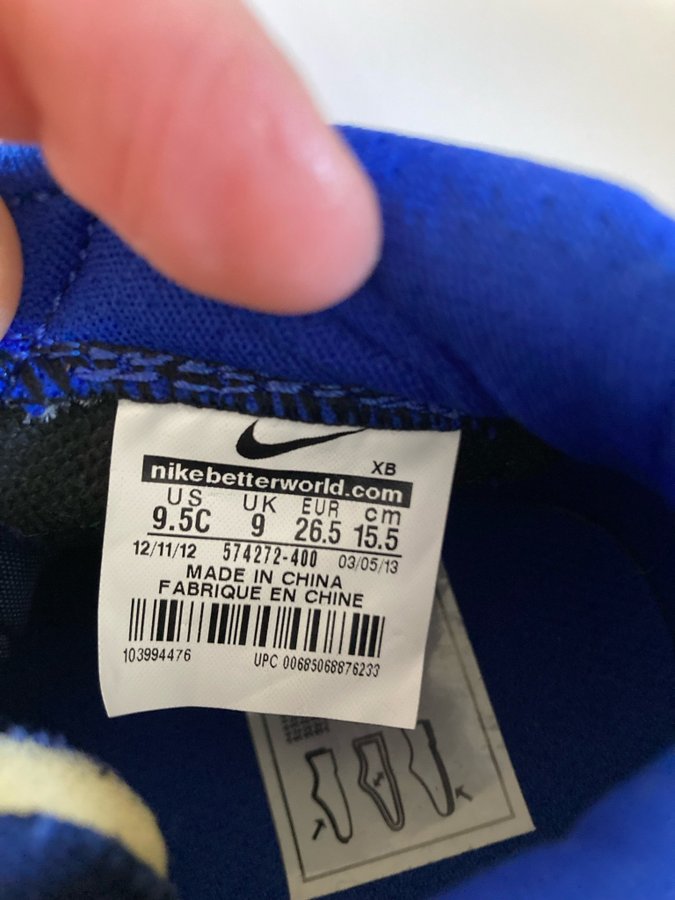 XB
nikebetterworld.com
US UK EUR cm
9.5C 9 26.5 15.5
12/11/12 574272-400 03/05/13
MADE IN CHINA
FABRIQUE EN CHINE
103994476 UPC 00685068876233